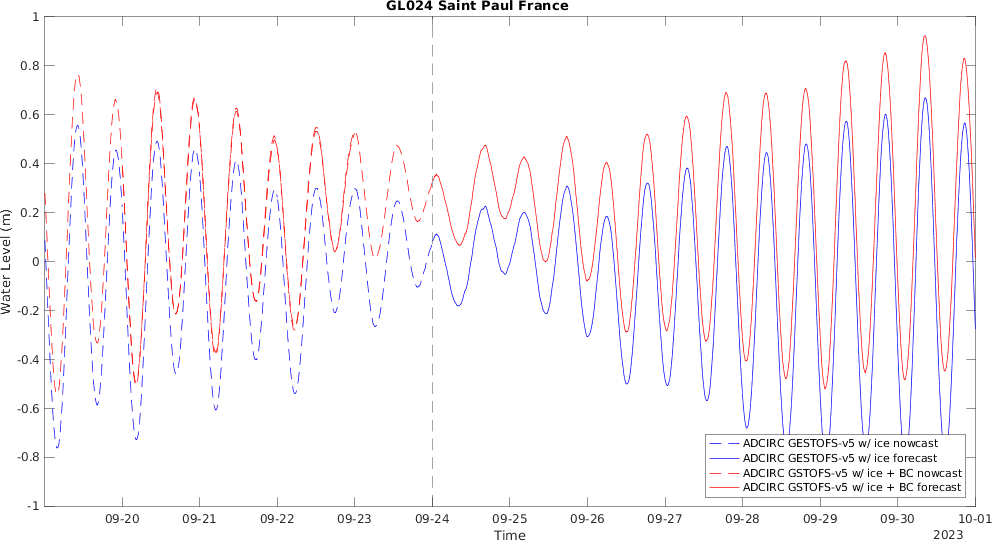 GL024 Saint Paul France
1
0.8
0.6
0.4
0.2
0
-0.2
-0.4
-0.6
-0.8
-1
Water Level (m)
ADCIRC GESTOFS-v5 w/ ice nowcast
ADCIRC GESTOFS-v5 w/ ice forecast
ADCIRC GSTOFS-v5 w/ ice + BC nowcast
ADCIRC GSTOFS-v5 w/ ice + BC forecast
09-20 09-21 09-22 09-23 09-24 09-25 09-26 09-27 09-28 09-29 09-30 10-01
Time
2023